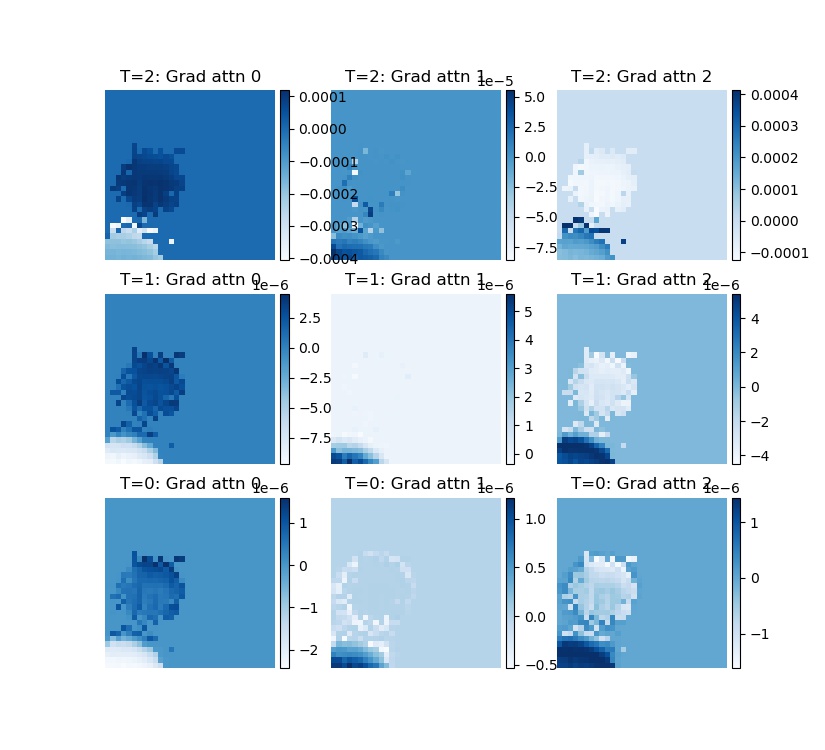 T=2: Grad attn 0
T=2: Grad attn 1
1e−5
T=2: Grad attn 2
0.0001
0.0000
−0.0001
−0.0002
−0.0003
−0.0004
5.0
2.5
0.0
−2.5
−5.0
−7.5
0.0004
0.0003
0.0002
0.0001
0.0000
−0.0001
T=1: Grad attn 0
1e−6
T=1: Grad attn 1
1e−6
T=1: Grad attn 2
1e−6
2.5
0.0
−2.5
−5.0
−7.5
5
4
3
2
1
0
4
2
0
−2
−4
T=0: Grad attn 0
1e−6
T=0: Grad attn 1
1e−6
T=0: Grad attn 2
1e−6
1
0
−1
−2
1.0
0.5
0.0
−0.5
1
0
−1